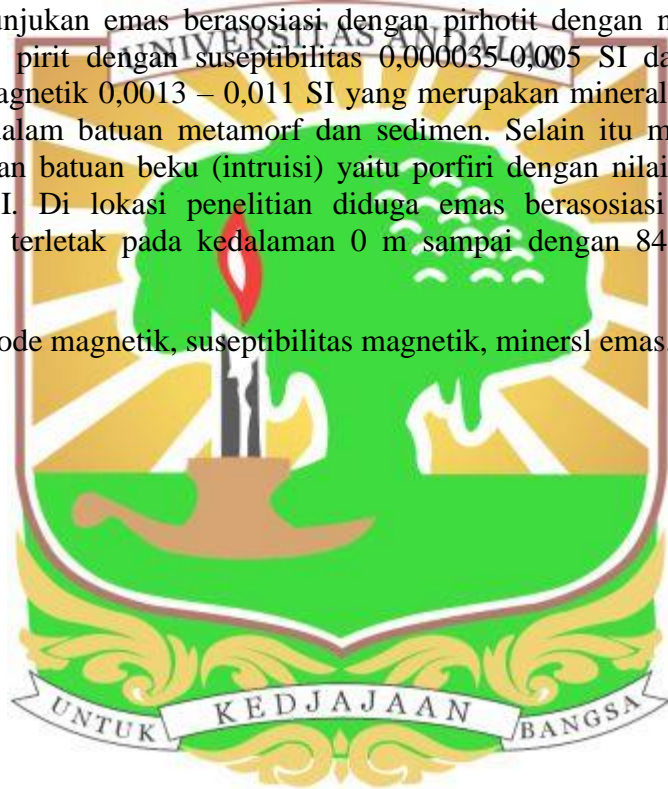 unjukan emas berasosiasi dengan pirhotit dengan
pirit dengan suseptibilitas 0,000035-0,005 SI
agnetik 0,0013 – 0,011 SI yang merupakan mineral
dalam batuan metamorf dan sedimen. Selain itu
an batuan beku (intruisi) yaitu porfiri dengan nilai
I. Di lokasi penelitian diduga emas berasosiasi
terletak pada kedalaman 0 m sampai dengan 84
ode magnetik, suseptibilitas magnetik, minersl emas
UNIVERSITAS ANDALAS
UNTUK KEDJAJAAN BANGSA